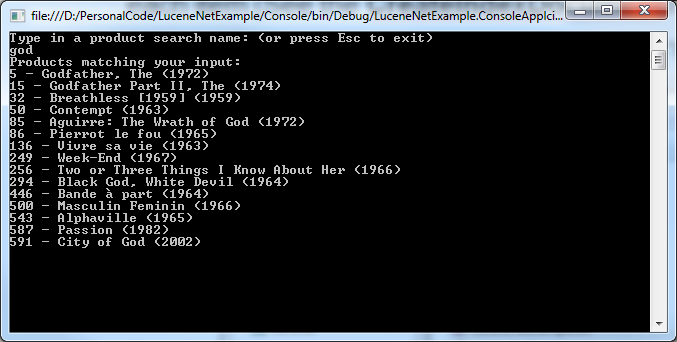 file:///D:/PersonalCode/LuceneNetExample/Console/bin/Debug/LuceneNetExample.ConsoleApplci...
Type in a product search name: (or press Esc to exit)
god
Products matching your input:
5 - Godfather, The (1972)
15 - Godfather Part II, The (1974)
32 - Breathless [1959] (1959)
50 - Contempt (1963)
85 - Aguirre: The Wrath of God (1972)
86 - Pierrot le fou (1965)
136 - Vivre sa vie (1963)
249 - Week-End (1967)
256 - Two or Three Things I Know About Her (1966)
294 - Black God, White Devil (1964)
446 - Bande à part (1964)
500 - Masculin Feminin (1966)
543 - Alphaville (1965)
587 - Passion (1982)
591 - City of God (2002)